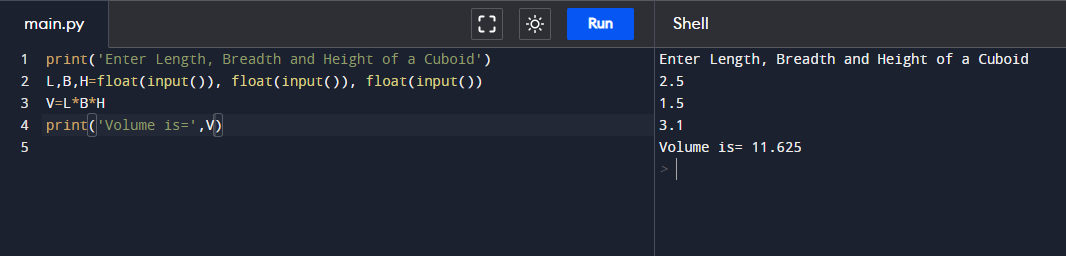 main.py
Run
Shell
1 print('Enter Length, Breadth and Height of a Cuboid')
2 L,B,H=float(input()), float(input()), float(input())
3 V=L*B*H
4 print('Volume is=',V)
5
Enter Length, Breadth and Height of a Cuboid
2.5
1.5
3.1
Volume is= 11.625
>